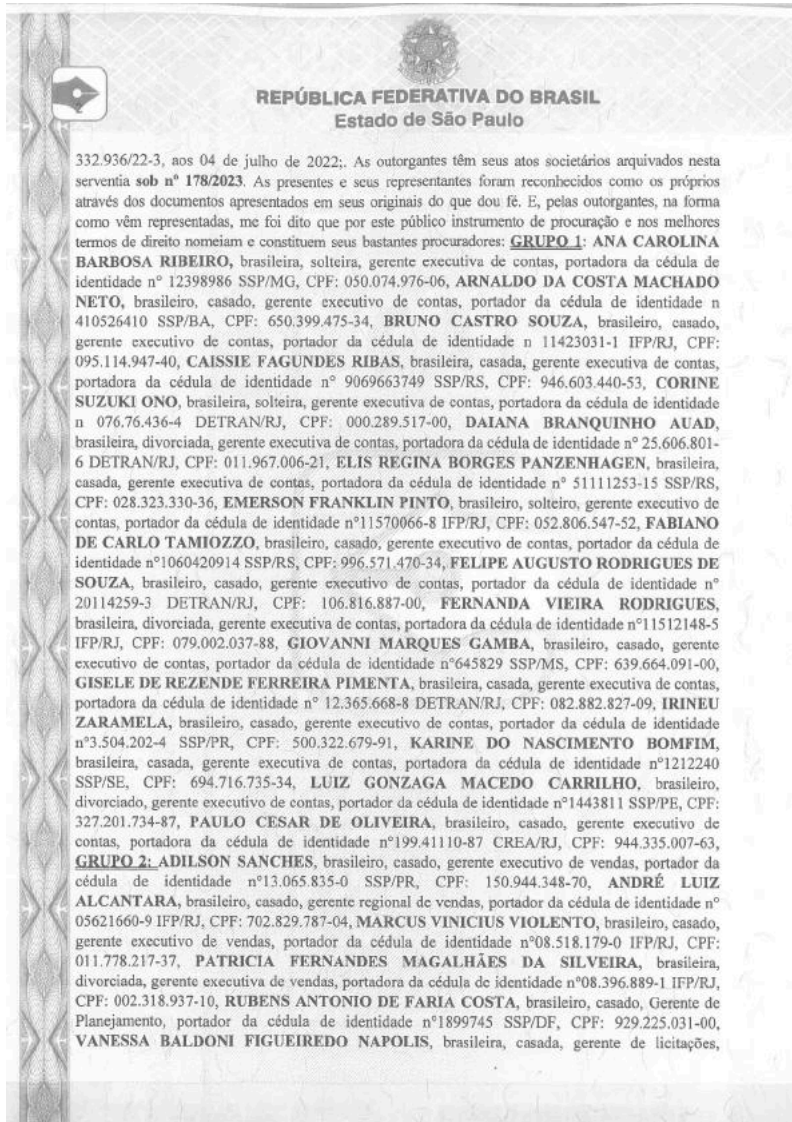 REPÚBLICA FEDERATIVA DO BRASIL
Estado de São Paulo
332.936/22-3, aos 04 de julho de 2022;. As outorgantes têm seus atos societários arquivados nesta
serventia sob nº 178/2023. As presentes e seus representantes foram reconhecidos como os próprios
através dos documentos apresentados em seus originais do que dou fé. E, pelas outorgantes, na forma
como vêm representadas, me foi dito que por este público instrumento de procuração e nos melhores
termos de direito nomeiam e constituem seus bastantes procuradores: GRUPO 1: ANA CAROLINA
BARBOSA RIBEIRO, brasileira, solteira, gerente executiva de contas, portadora da cédula de
identidade nº 12398986 SSP/MG, CPF: 050.074.976-06, ARNALDO DA COSTA MACHADO
NETO, brasileiro, casado, gerente executivo de contas, portador da cédula de identidade n
410526410 SSP/BA, CPF: 650.399.475-34, BRUNO CASTRO SOUZA, brasileiro, casado,
gerente executivo de contas, portador da cédula de identidade n 11423031-1 IFP/RJ, CPF:
095.114.947-40, CAISSIE FAGUNDES RIBAS, brasileira, casada, gerente executiva de contas,
portadora da cédula de identidade nº 9069663749 SSP/RS, CPF: 946.603.440-53, CORINE
SUZUKI ONO, brasileira, solteira, gerente executiva de contas, portadora da cédula de identidade
n 076.76.436-4 DETRAN/RJ, CPF: 000.289.517-00, DAIANA BRANQUINHO AUAD,
brasileira, divorciada, gerente executiva de contas, portadora da cédula de identidade nº 25.606.801-
6 DETRAN/RJ, CPF: 011.967.006-21, ELIS REGINA BORGES PANZENHAGEN, brasileira,
casada, gerente executiva de contas, portadora da cédula de identidade nº 51111253-15 SSP/RS,
CPF: 028.323.330-36, EMERSON FRANKLIN PINTO, brasileiro, solteiro, gerente executivo de
contas, portador da cédula de identidade nº11570066-8 IFP/RJ, CPF: 052.806.547-52, FABIANO
DE CARLO TAMIOZZO, brasileiro, casado, gerente executivo de contas, portador da cédula de
identidade nº1060420914 SSP/RS, CPF: 996.571.470-34, FELIPE AUGUSTO RODRIGUES DE
SOUZA, brasileiro, casado, gerente executivo de contas, portador da cédula de identidade nº
20114259-3 DETRAN/RJ, CPF: 106.816.887-00, FERNANDA VIEIRA RODRIGUES,
brasileira, divorciada, gerente executiva de contas, portadora da cédula de identidade nº11512148-5
IFP/RJ, CPF: 079.002.037-88, GIOVANNI MARQUES GAMBA, brasileiro, casado, gerente
executivo de contas, portador da cédula de identidade nº645829 SSP/MS, CPF: 639.664.091-00,
GISELE DE REZENDE FERREIRA PIMENTA, brasileira, casada, gerente executiva de contas,
portadora da cédula de identidade nº 12.365.668-8 DETRAN/RJ, CPF: 082.882.827-09, IRINEU
ZARAMELA, brasileiro, casado, gerente executivo de contas, portador da cédula de identidade
nº3.504.202-4 SSP/PR, CPF: 500.322.679-91, KARINE DO NASCIMENTO BOMFIM,
brasileira, casada, gerente executiva de contas, portadora da cédula de identidade nº1212240
SSP/SE, CPF: 694.716.735-34, LUIZ GONZAGA MACEDO CARRILHO, brasileiro,
divorciado, gerente executivo de contas, portador da cédula de identidade nº1443811 SSP/PE, CPF:
327.201.734-87, PAULO CESAR DE OLIVEIRA, brasileiro, casado, gerente executivo de
contas, portadora da cédula de identidade nº199.41110-87 CREA/RJ, CPF: 944.335.007-63,
GRUPO 2: ADILSON SANCHES, brasileiro, casado, gerente executivo de vendas, portador da
cédula de identidade nº13.065.835-0 SSP/PR, CPF: 150.944.348-70, ANDRÉ LUIZ
ALCANTARA, brasileiro, casado, gerente regional de vendas, portador da cédula de identidade nº
05621660-9 IFP/RJ, CPF: 702.829.787-04, MARCUS VINICIUS VIOLENTO, brasileiro, casado,
gerente executivo de vendas, portador da cédula de identidade nº08.518.179-0 IFP/RJ, CPF:
011.778.217-37, PATRICIA FERNANDES MAGALHÃES DA SILVEIRA, brasileira,
divorciada, gerente executiva de vendas, portadora da cédula de identidade nº08.396.889-1 IFP/RJ,
CPF: 002.318.937-10, RUBENS ANTONIO DE FARIA COSTA, brasileiro, casado, Gerente de
Planejamento, portador da cédula de identidade nº1899745 SSP/DF, CPF: 929.225.031-00,
VANESSA BALDONI FIGUEIREDO NAPOLIS, brasileira, casada, gerente de licitações,